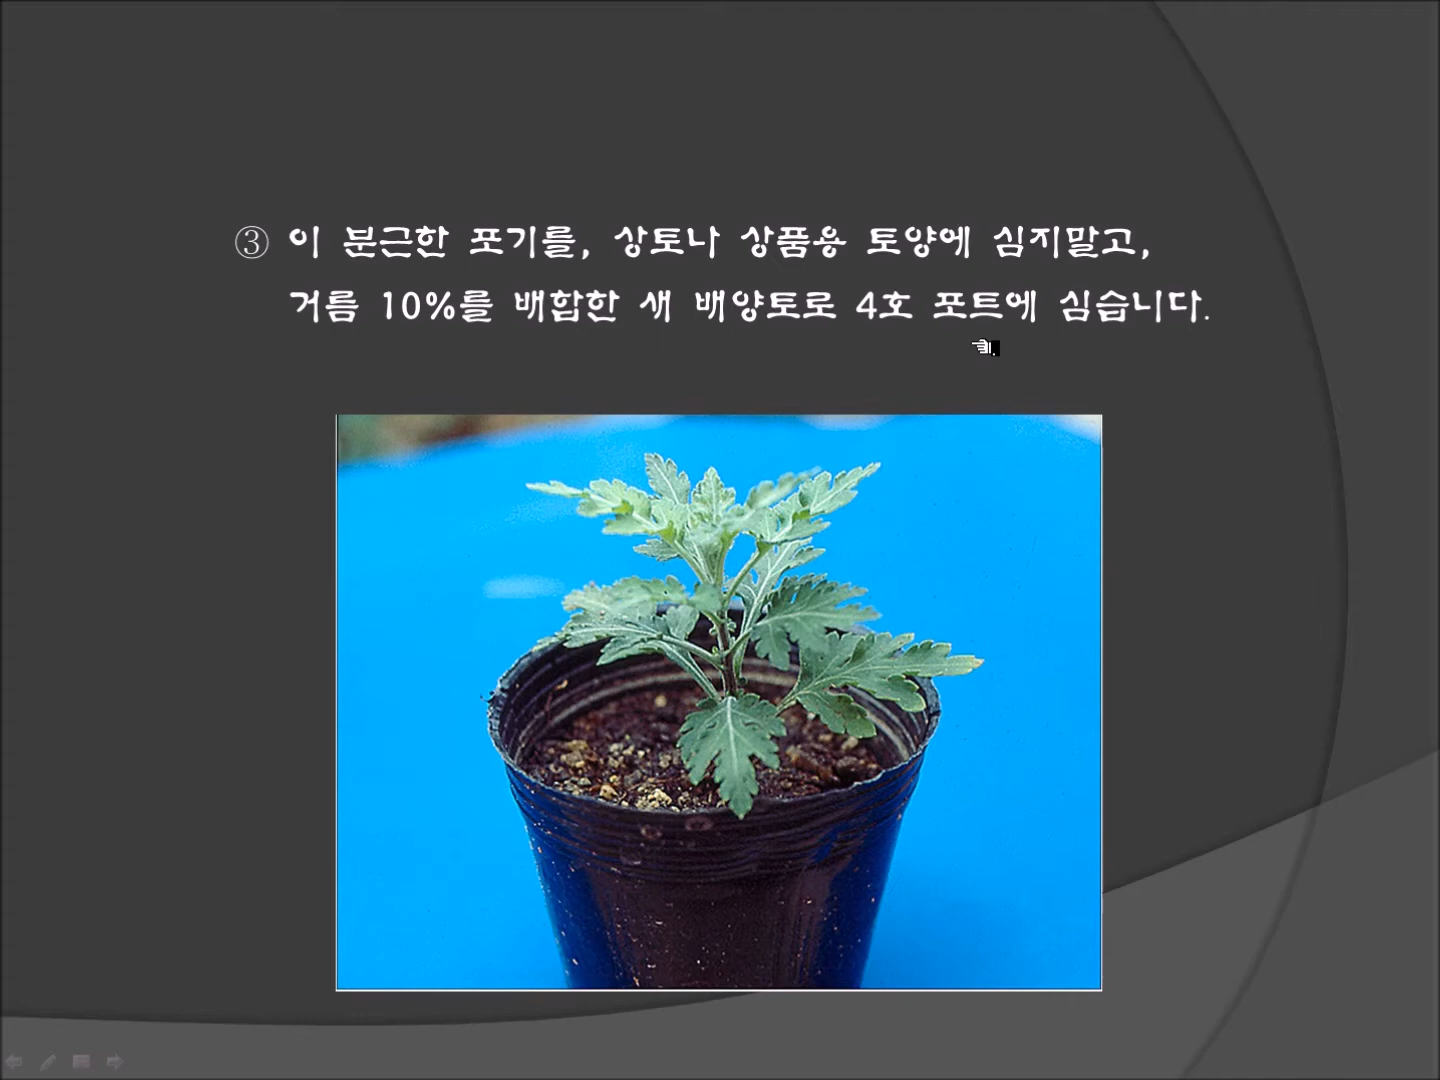 ③ 이 분근한 포기를, 상토나 상품용 토양에 심지말고,
거름 10%를 배합한 새 배양토로 4호 포트에 심습니다.